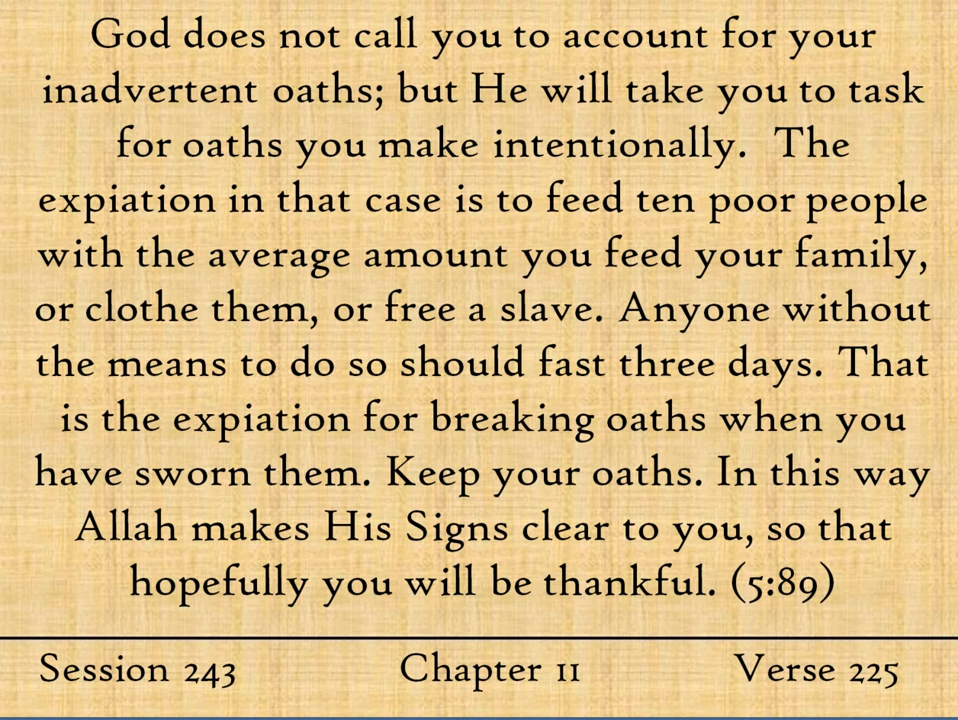 God does not call you to account for your
inadvertent oaths; but He will take you to task
for oaths you make intentionally. The
expiation in that case is to feed ten poor people
with the average amount you feed your family,
or clothe them, or free a slave. Anyone without
the means to do so should fast three days. That
is the expiation for breaking oaths when you
have sworn them. Keep your oaths. In this way
Allah makes His Signs clear to you, so that
hopefully you will be thankful. (5:89)
Session 243 Chapter 11 Verse 225